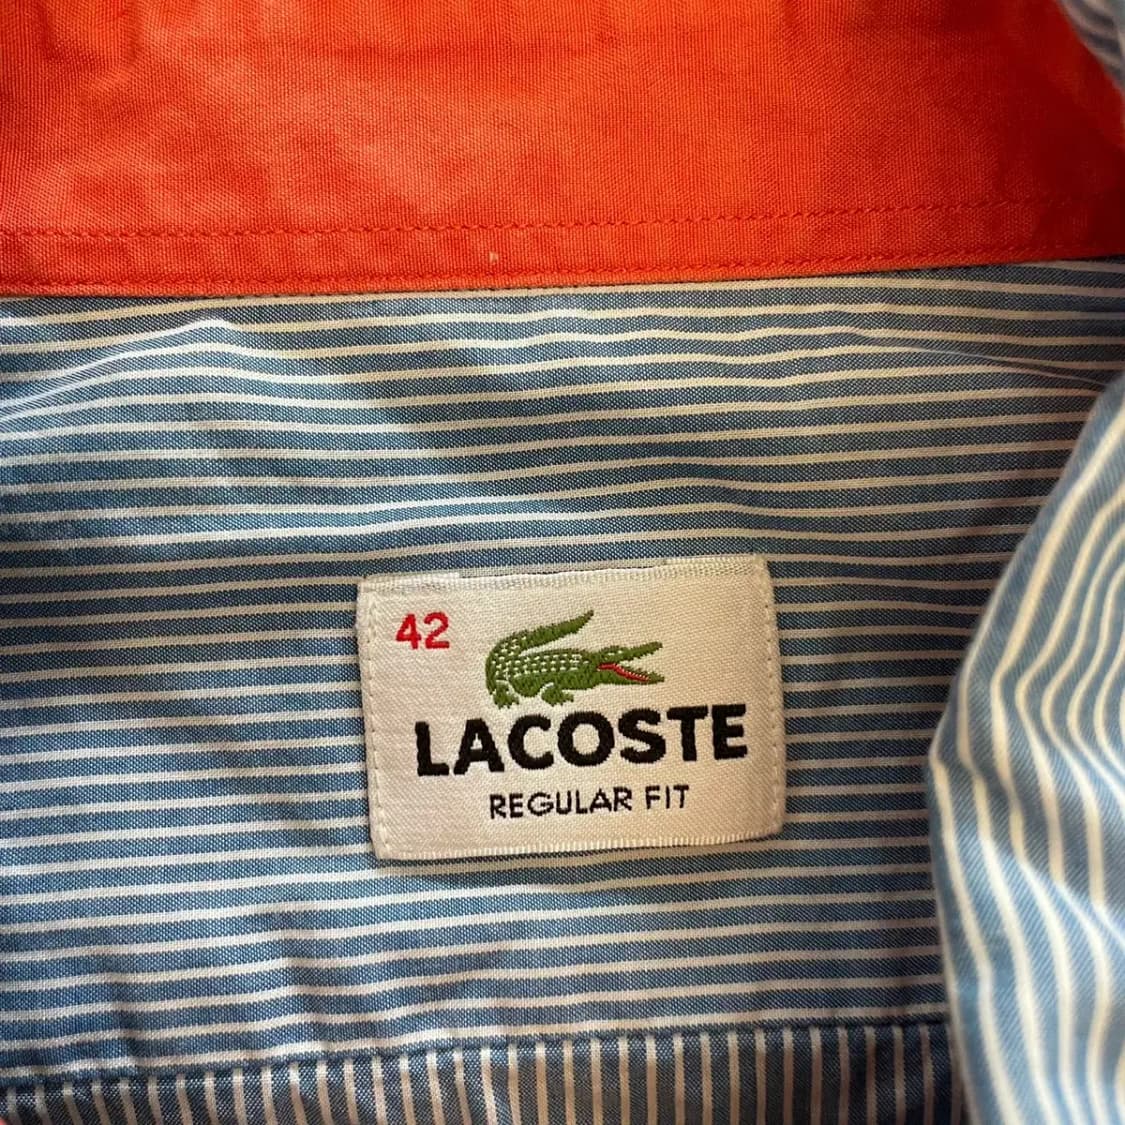 42
LACOSTE
REGULAR FIT